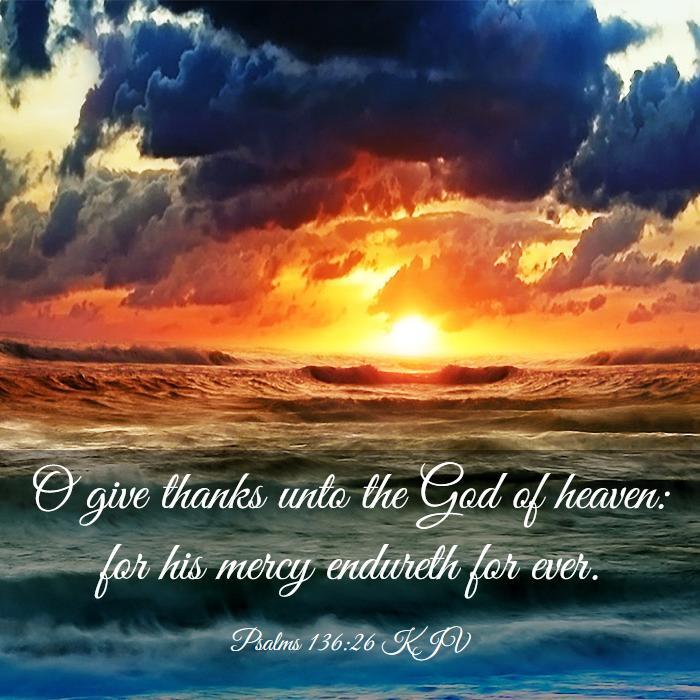 O give thanks unto the God of heaven:
for his mercy endureth for ever.
Psalms 136:26 KJV